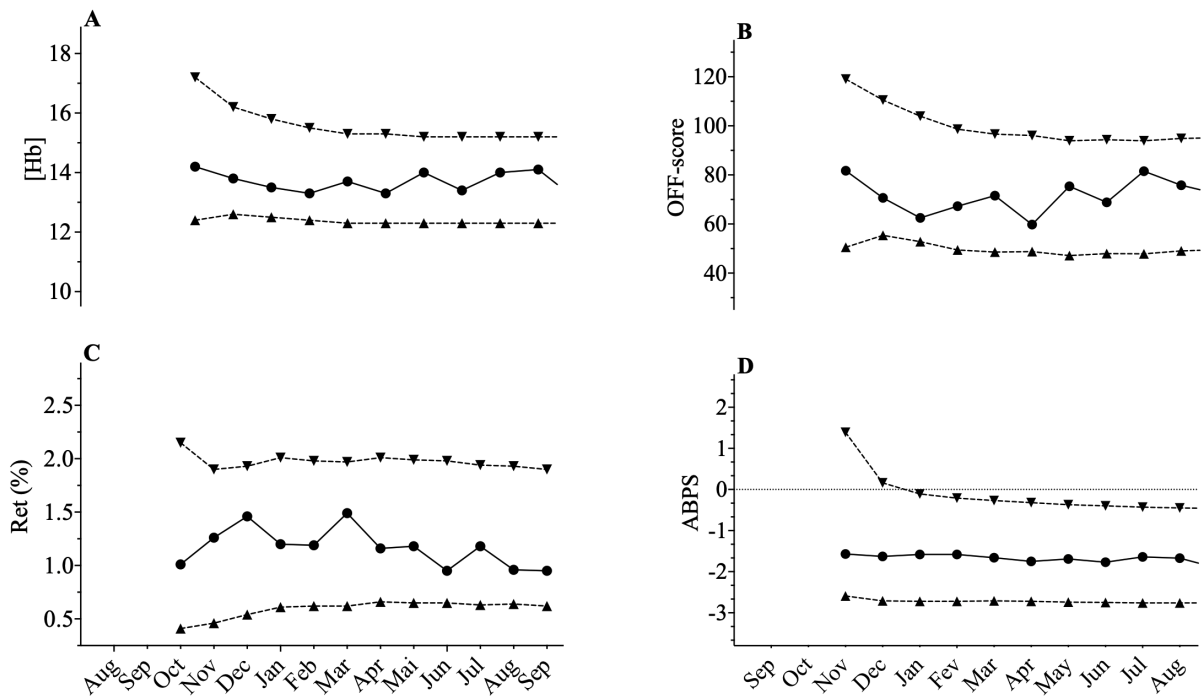 A
[Hb]
18
16
14
12
10
B
OFF-score
120
100
80
60
40
C
Ret (%)
2.5
2.0
1.5
1.0
0.5
Aug Sep Oct Nov Dec Jan Feb Mar Apr Mai Jun Jul Aug Sep
D
ABPS
2
1
0
-1
-2
-3
Sep Oct Nov Dec Jan Fev Mar Apr May Jun Jul Aug